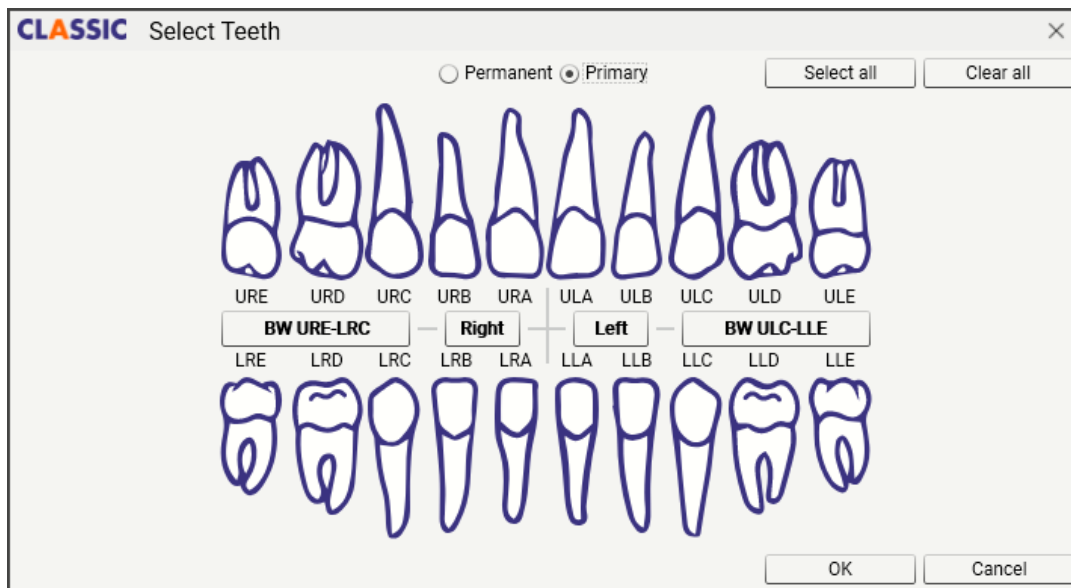 CLASSIC Select Teeth
Permanent Primary Select all Clear all
URE URD URC URB URA ULA ULB ULC ULD ULE
BW URE-LRC Right Left BW ULC-LLE
LRE LRD LRC LRB LRA LLA LLB LLC LLD LLE
OK Cancel